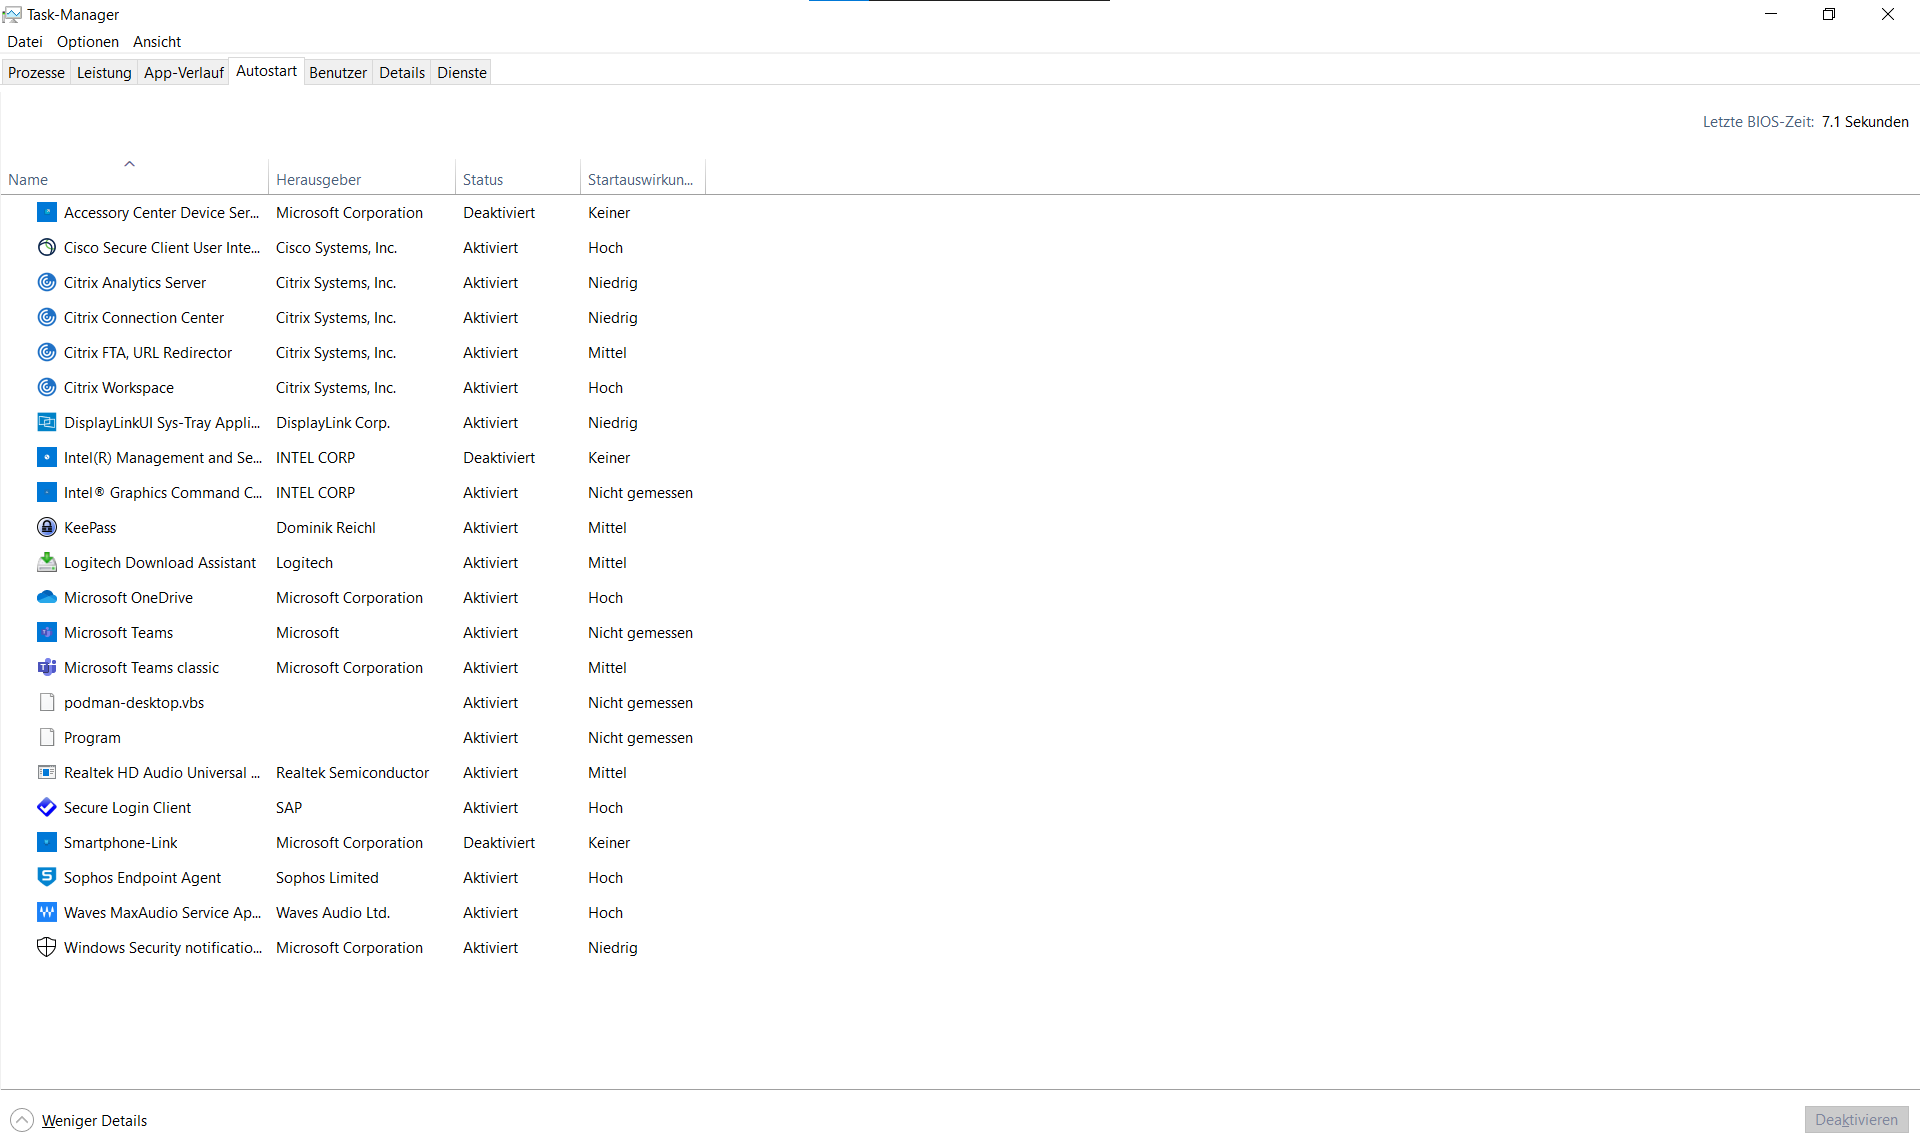 Task-Manager
Datei Optionen Ansicht
Prozesse Leistung App-Verlauf Autostart Benutzer Details Dienste
Letzte BIOS-Zeit: 7.1 Sekunden
Name Herausgeber Status Startauswirkun...
Accessory Center Device Ser... Microsoft Corporation Deaktiviert Keiner
Cisco Secure Client User Inte... Cisco Systems, Inc. Aktiviert Hoch
Citrix Analytics Server Citrix Systems, Inc. Aktiviert Niedrig
Citrix Connection Center Citrix Systems, Inc. Aktiviert Niedrig
Citrix FTA, URL Redirector Citrix Systems, Inc. Aktiviert Mittel
Citrix Workspace Citrix Systems, Inc. Aktiviert Hoch
DisplayLinkUI Sys-Tray Appli... DisplayLink Corp. Aktiviert Niedrig
Intel(R) Management and Se... INTEL CORP Deaktiviert Keiner
Intel® Graphics Command C... INTEL CORP Aktiviert Nicht gemessen
KeePass Dominik Reichl Aktiviert Mittel
Logitech Download Assistant Logitech Aktiviert Mittel
Microsoft OneDrive Microsoft Corporation Aktiviert Hoch
Microsoft Teams Microsoft Aktiviert Nicht gemessen
Microsoft Teams classic Microsoft Corporation Aktiviert Mittel
podman-desktop.vbs Aktiviert Nicht gemessen
Program Aktiviert Nicht gemessen
Realtek HD Audio Universal ... Realtek Semiconductor Aktiviert Mittel
Secure Login Client SAP Aktiviert Hoch
Smartphone-Link Microsoft Corporation Deaktiviert Keiner
Sophos Endpoint Agent Sophos Limited Aktiviert Hoch
Waves MaxAudio Service Ap... Waves Audio Ltd. Aktiviert Hoch
Windows Security notificatio... Microsoft Corporation Aktiviert Niedrig
Weniger Details Deaktivieren